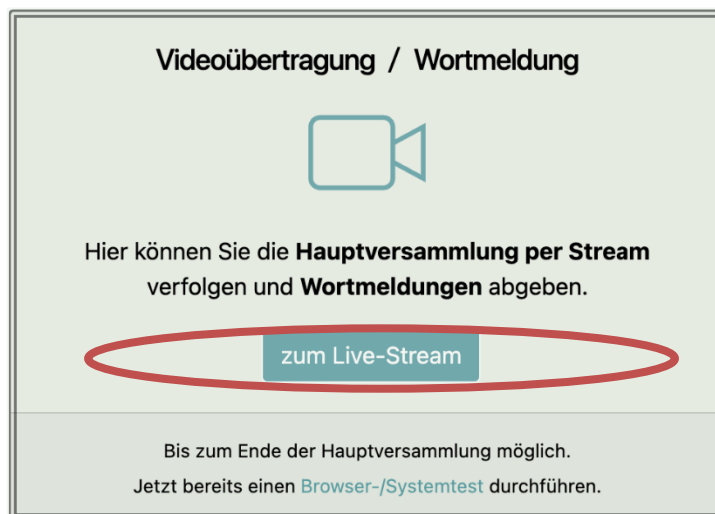 Videoübertragung / Wortmeldung
Hier können Sie die Hauptversammlung per Stream
verfolgen und Wortmeldungen abgeben.
zum Live-Stream
Bis zum Ende der Hauptversammlung möglich.
Jetzt bereits einen Browser-/Systemtest durchführen.